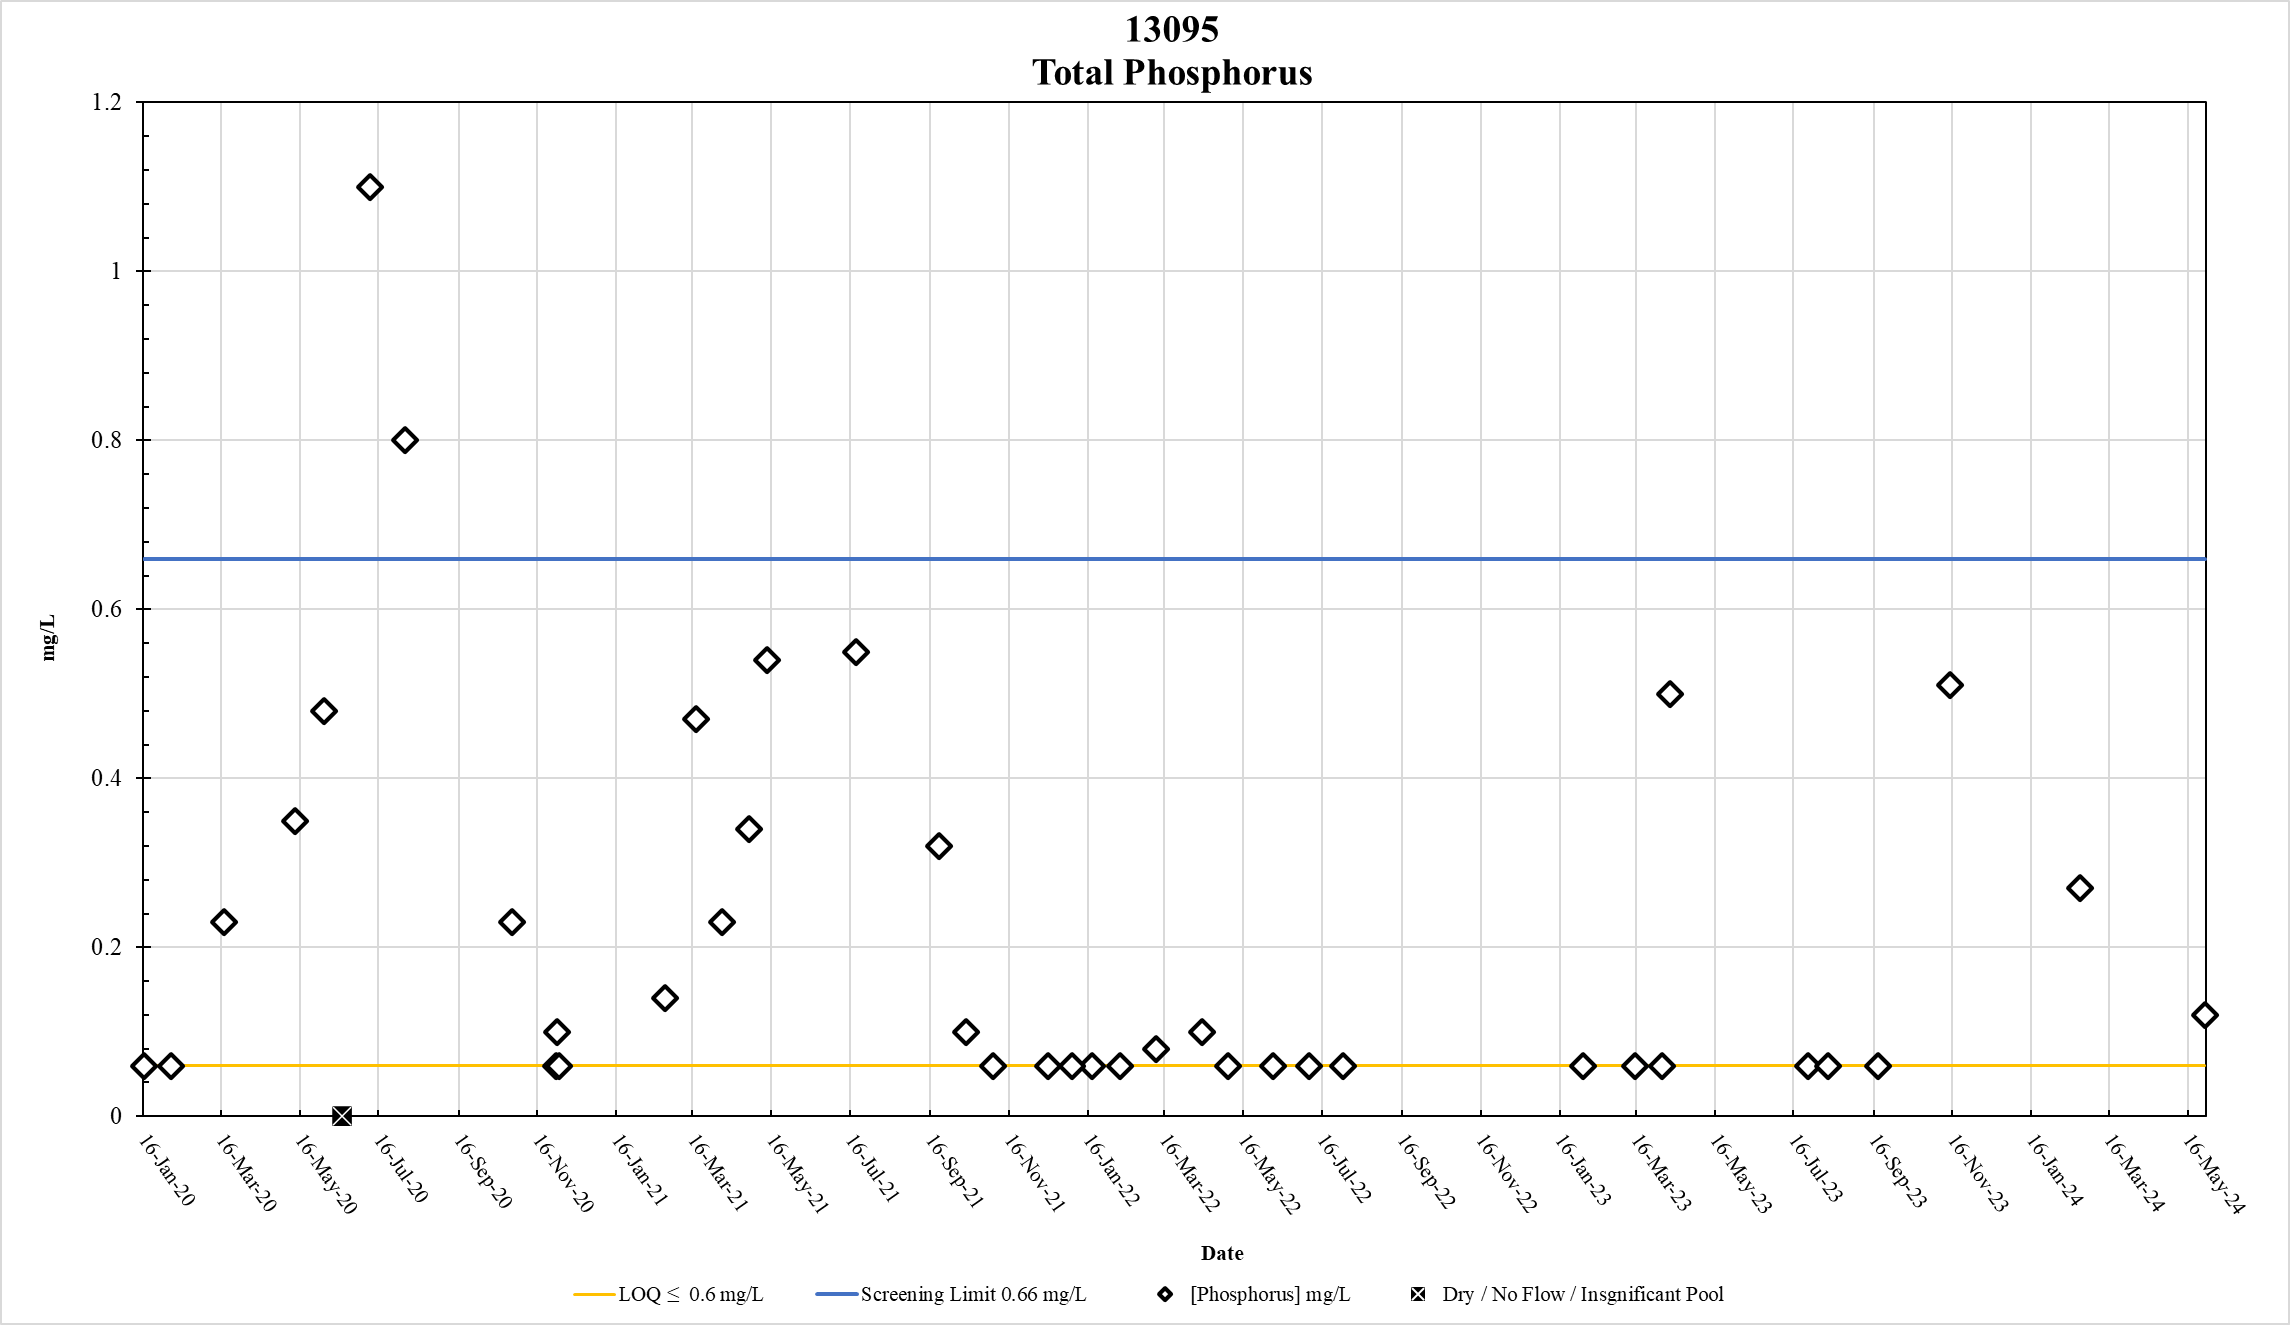 13095
Total Phosphorus
1.2
1
0.8
0.6
0.4
0.2
0
mg/L
16-Jan-20
16-Mar-20
16-May-20
16-Jul-20
16-Sep-20
16-Nov-20
16-Jan-21
16-Mar-21
16-May-21
16-Jul-21
16-Sep-21
16-Nov-21
16-Jan-22
16-Mar-22
16-May-22
16-Jul-22
16-Sep-22
16-Nov-22
16-Jan-23
16-Mar-23
16-May-23
16-Jul-23
16-Sep-23
16-Nov-23
16-Jan-24
16-Mar-24
16-May-24
Date
LOQ ≤ 0.6 mg/L Screening Limit 0.66 mg/L [Phosphorus] mg/L Dry / No Flow / Insgnificant Pool